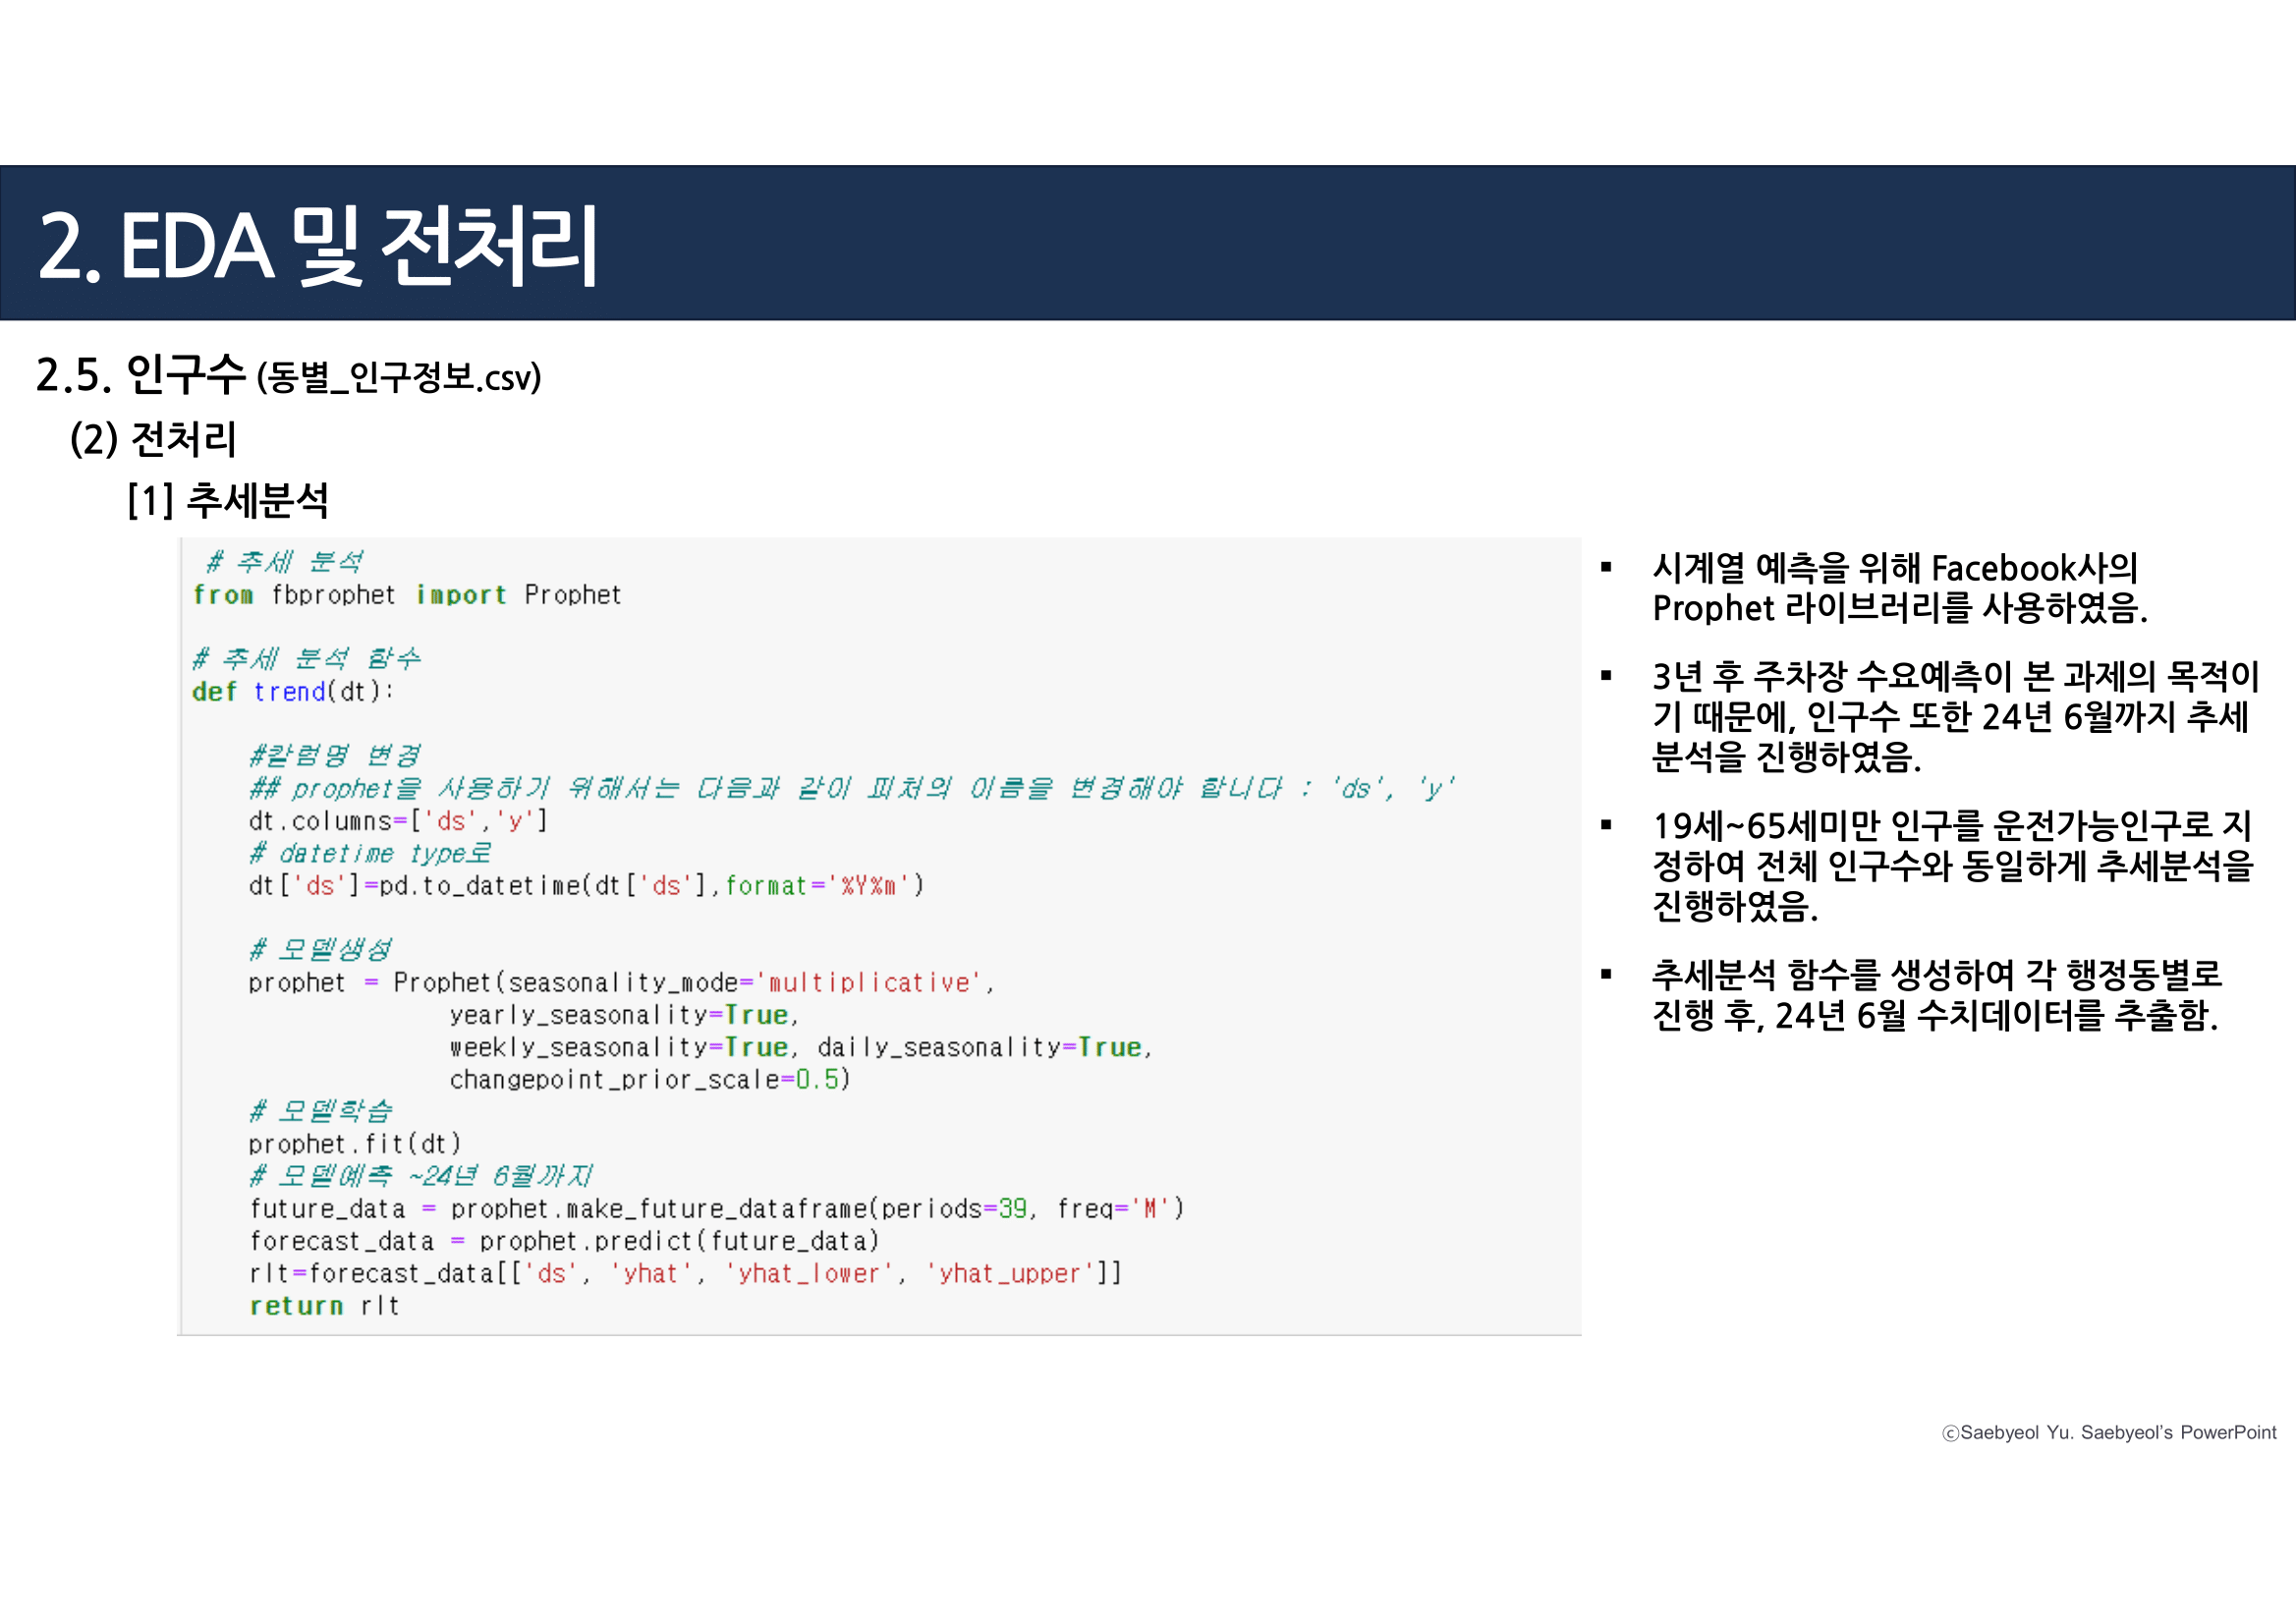 2. EDA 및 전처리
2.5. 인구수 (동별_인구정보.csv)
(2) 전처리
[1] 추세분석
# 추세 분석
from fbprophet import Prophet
# 추세 분석 함수
def trend(dt):
#칼럼명 변경
## prophet을 사용하기 위해서는 다음과 같이 피처의 이름을 변경해야 합니다 : 'ds', 'y'
dt.columns=['ds','y']
# datetime type로
dt['ds']=pd.to_datetime(dt['ds'],format='%Y%m')
# 모델생성
prophet = Prophet(seasonality_mode='multiplicative',
yearly_seasonality=True,
weekly_seasonality=True, daily_seasonality=True,
changepoint_prior_scale=0.5)
# 모델학습
prophet.fit(dt)
# 모델예측 ~24년 6월까지
future_data = prophet.make_future_dataframe(periods=39, freq='M')
forecast_data = prophet.predict(future_data)
rlt=forecast_data[['ds', 'yhat', 'yhat_lower', 'yhat_upper']]
return rlt
▪ 시계열 예측을 위해 Facebook사의
Prophet 라이브러리를 사용하였음.
▪ 3년 후 주차장 수요예측이 본 과제의 목적이
기 때문에, 인구수 또한 24년 6월까지 추세
분석을 진행하였음.
▪ 19세~65세미만 인구를 운전가능인구로 지
정하여 전체 인구수와 동일하게 추세분석을
진행하였음.
▪ 추세분석 함수를 생성하여 각 행정동별로
진행 후, 24년 6월 수치데이터를 추출함.
ⓒSaebyeol Yu. Saebyeol's PowerPoint